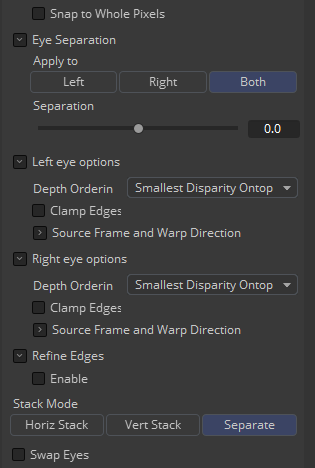 Snap to Whole Pixels
Eye Separation
Apply to
Left Right Both
Separation
0.0
Left eye options
Depth Orderin Smallest Disparity Ontop
Clamp Edges
Source Frame and Warp Direction
Right eye options
Depth Orderin Smallest Disparity Ontop
Clamp Edges
Source Frame and Warp Direction
Refine Edges
Enable
Stack Mode
Horiz Stack Vert Stack Separate
Swap Eyes